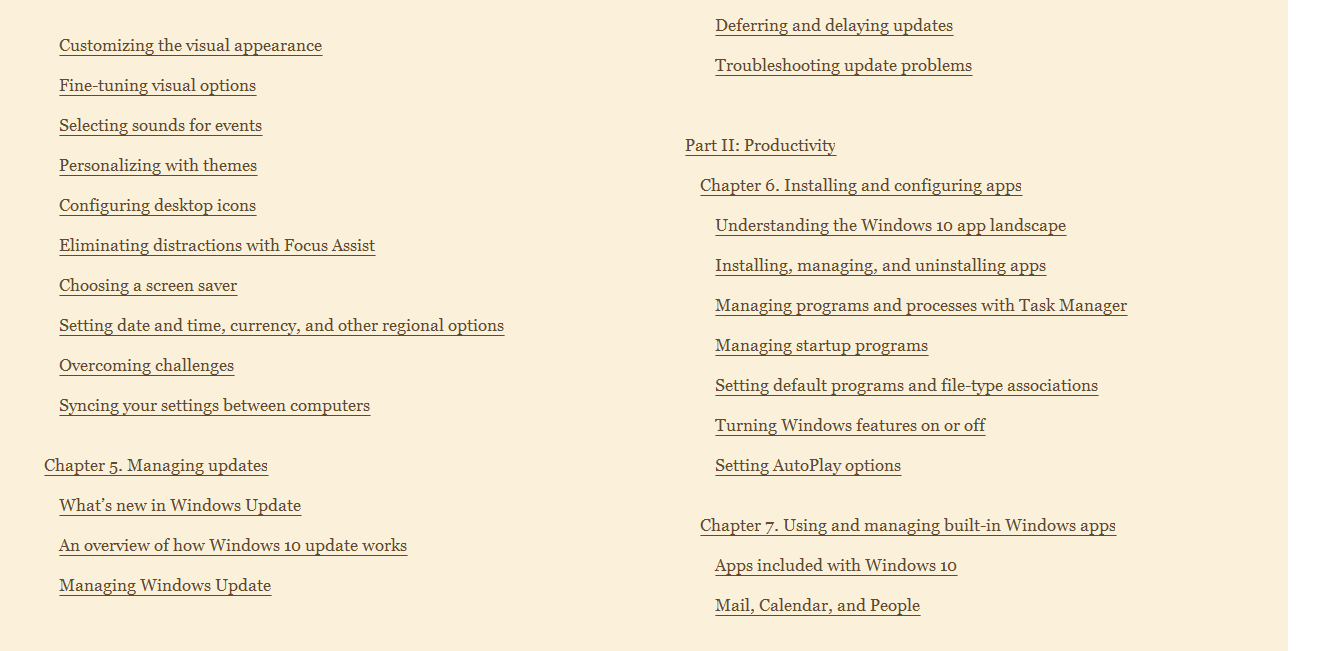 Customizing the visual appearance
Fine-tuning visual options
Selecting sounds for events
Personalizing with themes
Configuring desktop icons
Eliminating distractions with Focus Assist
Choosing a screen saver
Setting date and time, currency, and other regional options
Overcoming challenges
Syncing your settings between computers
Chapter 5. Managing updates
What’s new in Windows Update
An overview of how Windows 10 update works
Managing Windows Update
Deferring and delaying updates
Troubleshooting update problems
Part II: Productivity
Chapter 6. Installing and configuring apps
Understanding the Windows 10 app landscape
Installing, managing, and uninstalling apps
Managing programs and processes with Task Manager
Managing startup programs
Setting default programs and file-type associations
Turning Windows features on or off
Setting AutoPlay options
Chapter 7. Using and managing built-in Windows apps
Apps included with Windows 10
Mail, Calendar, and People